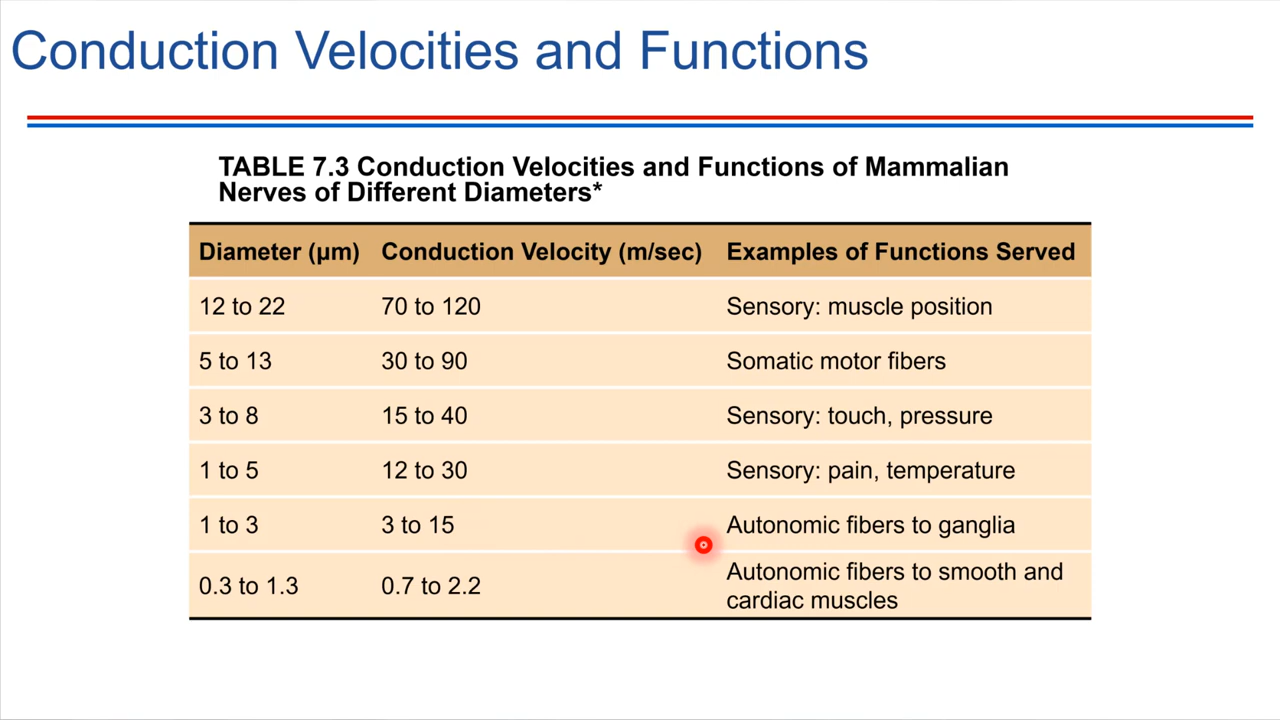 Conduction Velocities and Functions
TABLE 7.3 Conduction Velocities and Functions of Mammalian
Nerves of Different Diameters*
Diameter (μm) Conduction Velocity (m/sec) Examples of Functions Served
12 to 22 70 to 120 Sensory: muscle position
5 to 13 30 to 90 Somatic motor fibers
3 to 8 15 to 40 Sensory: touch, pressure
1 to 5 12 to 30 Sensory: pain, temperature
1 to 3 3 to 15 Autonomic fibers to ganglia
0.3 to 1.3 0.7 to 2.2 Autonomic fibers to smooth and
cardiac muscles